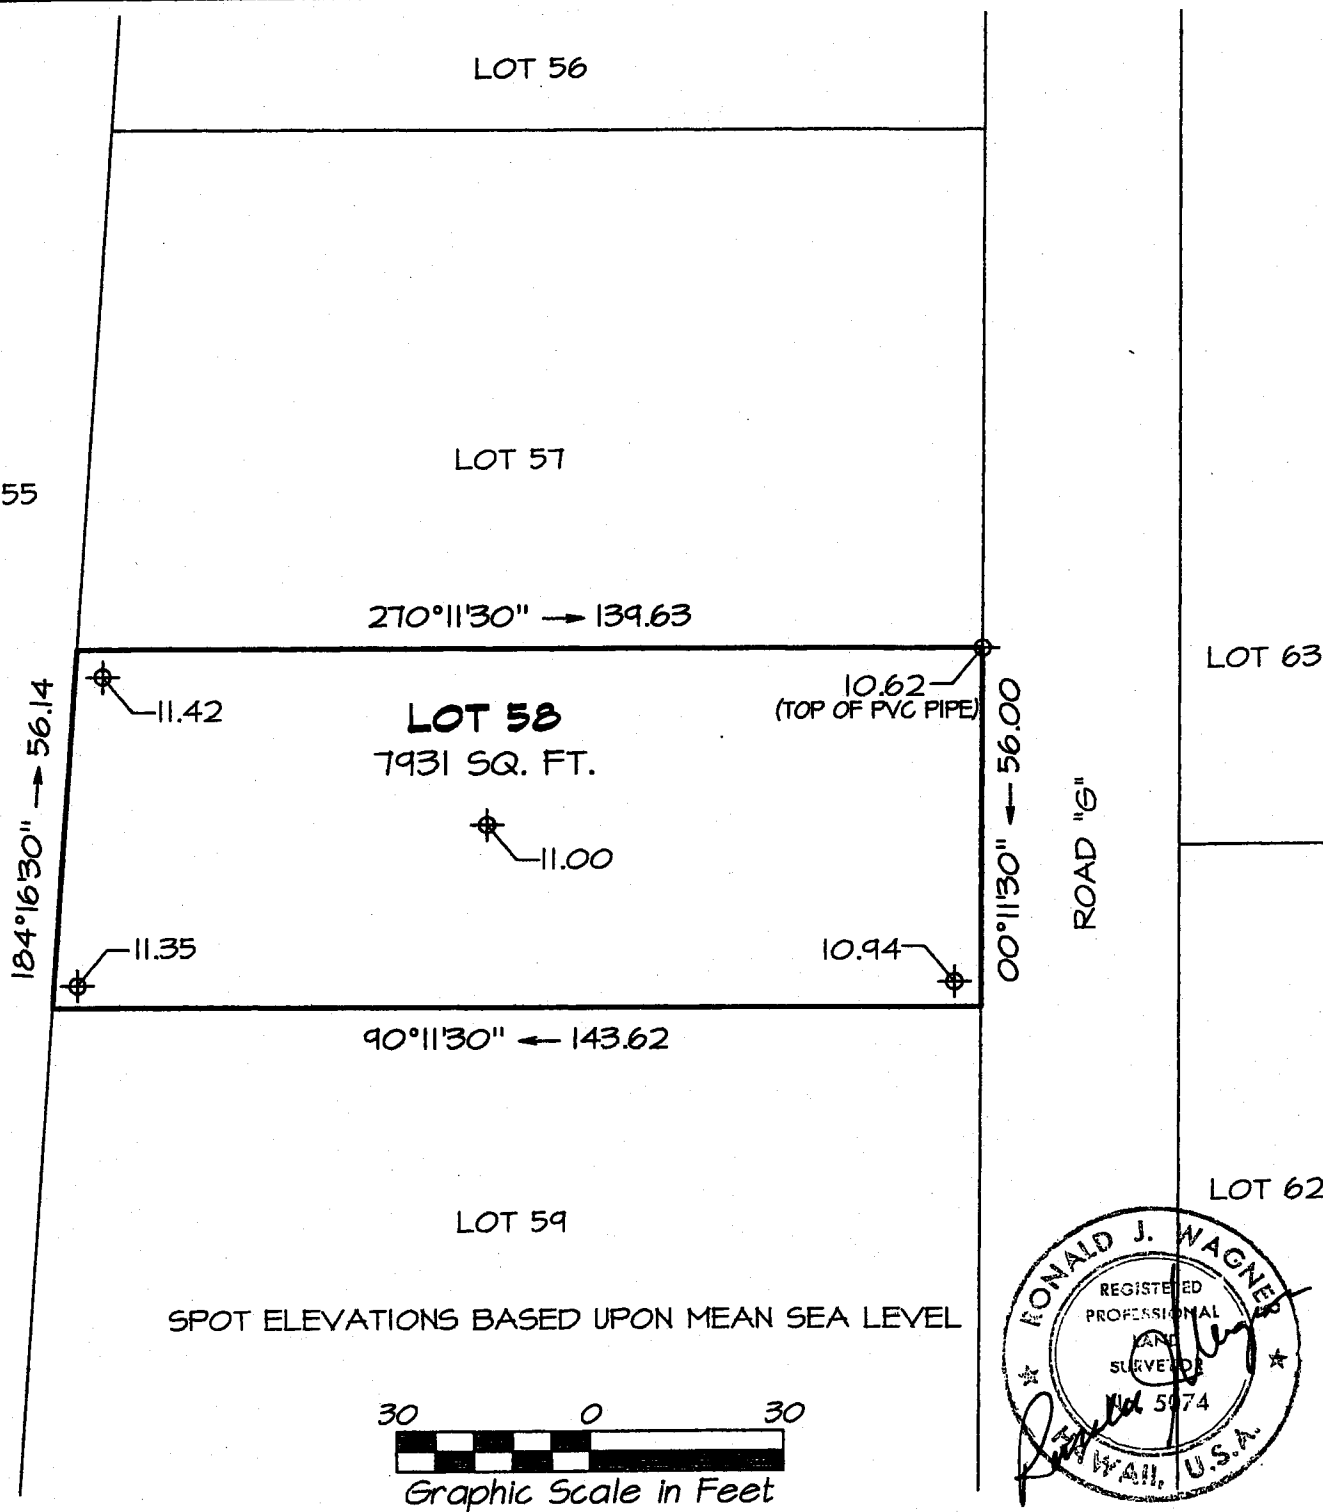 LOT 56
LOT 57
55
270°11'30" → 139.63
LOT 63
10.62
(TOP OF PVC PIPE)
11.42
LOT 58
7931 SQ. FT.
184°16'30" → 56.14
00°11'30" ← 56.00
ROAD "G"
11.00
11.35
10.94
90°11'30" ← 143.62
LOT 62
LOT 59
RONALD J. WAGNER
REGISTERED
PROFESSIONAL
LAND
SURVEYOR
No. 5074
HAWAII, U.S.A.
SPOT ELEVATIONS BASED UPON MEAN SEA LEVEL
30 0 30
Graphic Scale in Feet